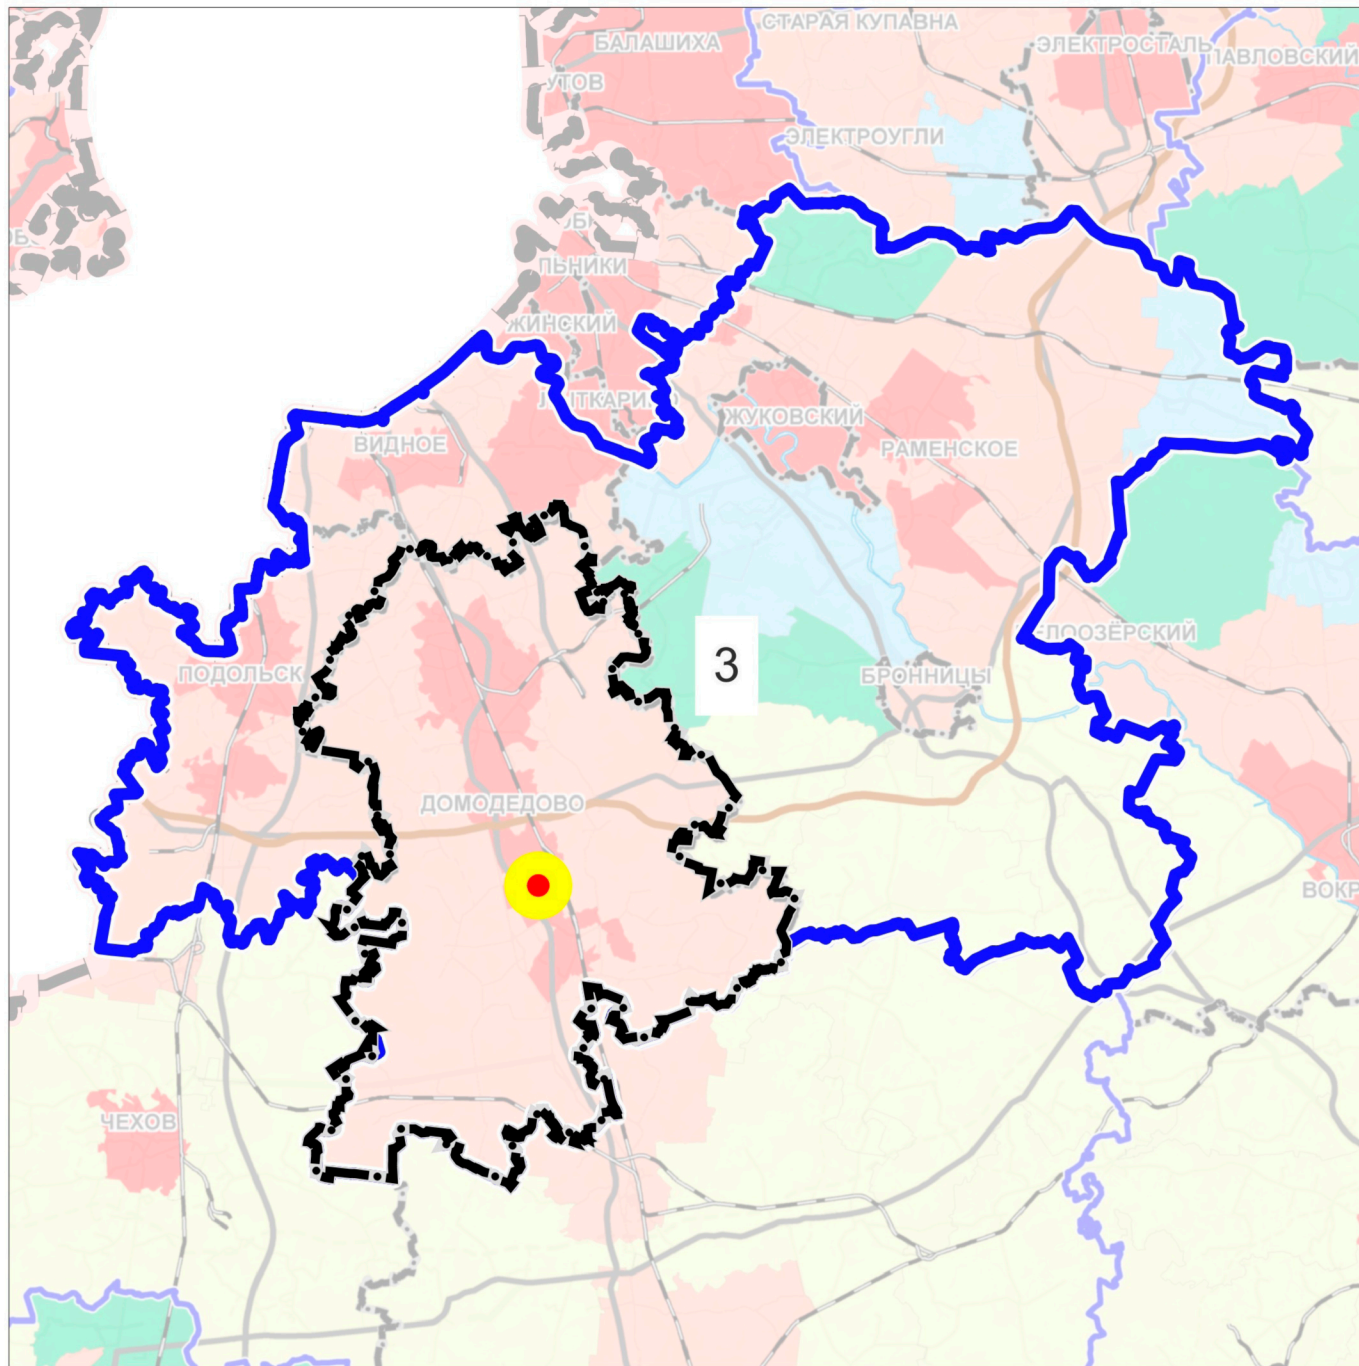 СТАРАЯ КУПАВНА
БАЛАШИХА
ЭЛЕКТРОСТАЛЬ
ПАВЛОВСКИЙ
УТОВ
ЭЛЕКТРОУГЛИ
ЛЬНИКИ
ЖИНСКИЙ
ЫТКАРИНО
ЖУКОВСКИЙ
ВИДНОЕ
РАМЕНСКОЕ
ЛООЗЁРСКИЙ
3
ПОДОЛЬСК
БРОННИЦЫ
ДОМОДЕДОВО
ВОКР
ЧЕХОВ